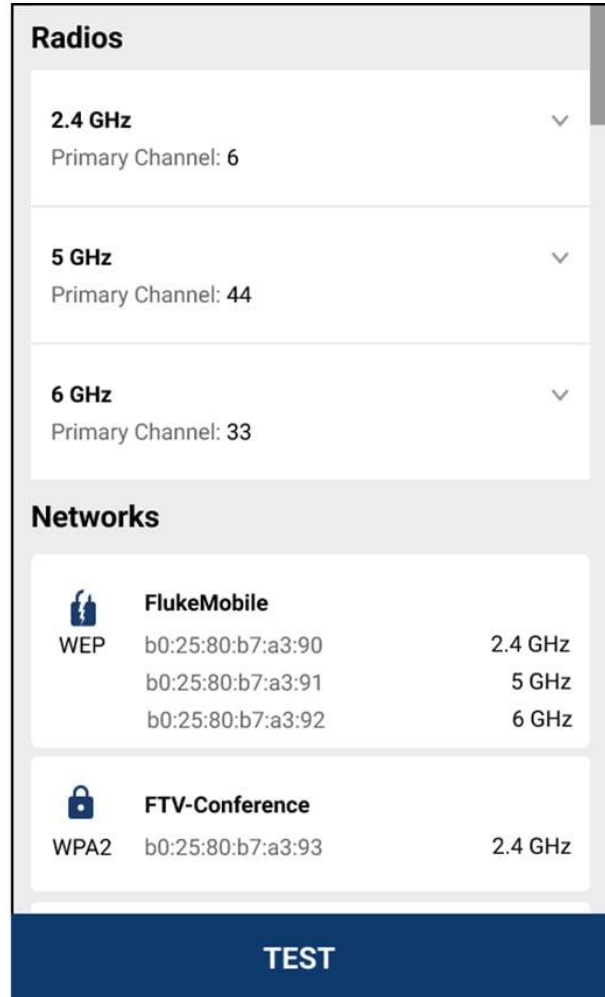 Radios
2.4 GHz
Primary Channel: 6
5 GHz
Primary Channel: 44
6 GHz
Primary Channel: 33
Networks
FlukeMobile
WEP b0:25:80:b7:a3:90 2.4 GHz
b0:25:80:b7:a3:91 5 GHz
b0:25:80:b7:a3:92 6 GHz
FTV-Conference
WPA2 b0:25:80:b7:a3:93 2.4 GHz
TEST